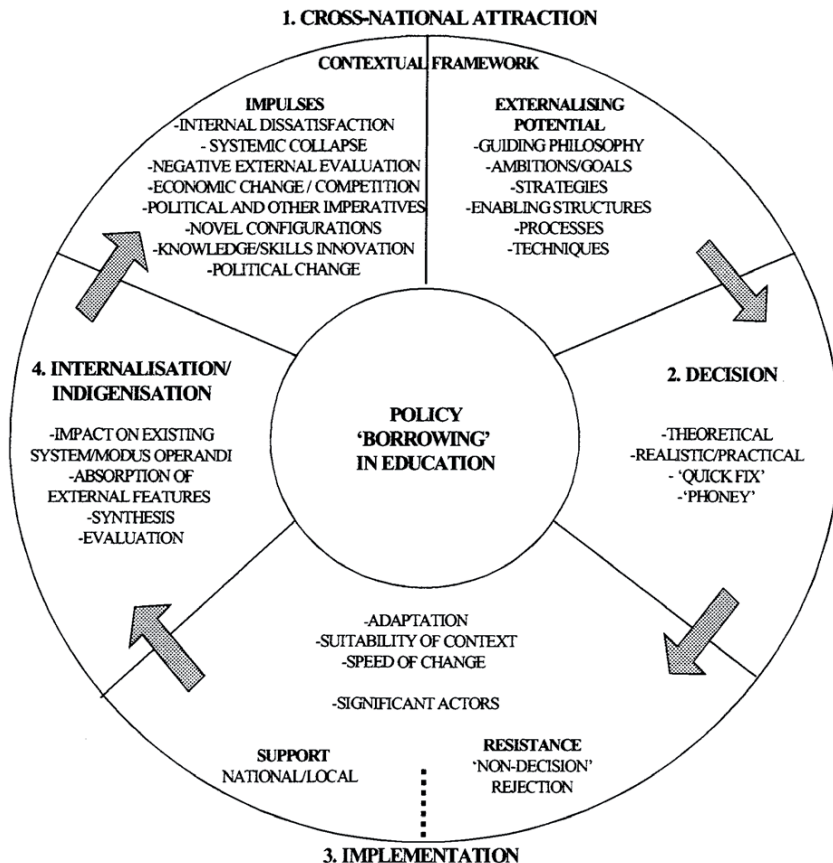 1. CROSS-NATIONAL ATTRACTION
CONTEXTUAL FRAMEWORK
IMPULSES
-INTERNAL DISSATISFACTION
- SYSTEMIC COLLAPSE
-NEGATIVE EXTERNAL EVALUATION
-ECONOMIC CHANGE / COMPETITION
-POLITICAL AND OTHER IMPERATIVES
-NOVEL CONFIGURATIONS
-KNOWLEDGE/SKILLS INNOVATION
-POLITICAL CHANGE
EXTERNALISING
POTENTIAL
-GUIDING PHILOSOPHY
-AMBITIONS/GOALS
-STRATEGIES
-ENABLING STRUCTURES
-PROCESSES
-TECHNIQUES
2. DECISION
-THEORETICAL
-REALISTIC/PRACTICAL
- ‘QUICK FIX’
-‘PHONEY’
4. INTERNALISATION/
INDIGENISATION
-IMPACT ON EXISTING
SYSTEM/MODUS OPERANDI
-ABSORPTION OF
EXTERNAL FEATURES
-SYNTHESIS
-EVALUATION
POLICY
‘BORROWING’
IN EDUCATION
-ADAPTATION
-SUITABILITY OF CONTEXT
-SPEED OF CHANGE
-SIGNIFICANT ACTORS
SUPPORT
NATIONAL/LOCAL
RESISTANCE
‘NON-DECISION’
REJECTION
3. IMPLEMENTATION